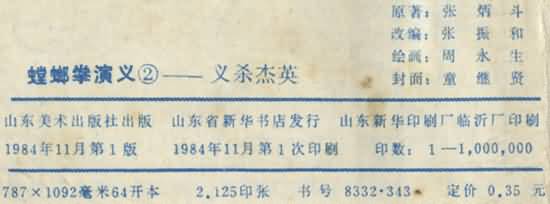 原著：张炳斗
改编：张振和
绘画：周永生
封面：童继贤
螳螂拳演义②——义杀杰英
山东美术出版社出版 山东省新华书店发行 山东新华印刷厂临沂厂印刷
1984年11月第1版 1984年11月第1次印刷 印数：1—1,000,000
787×1092毫米64开本 2.125印张 书号 8332·343 定价 0.35 元